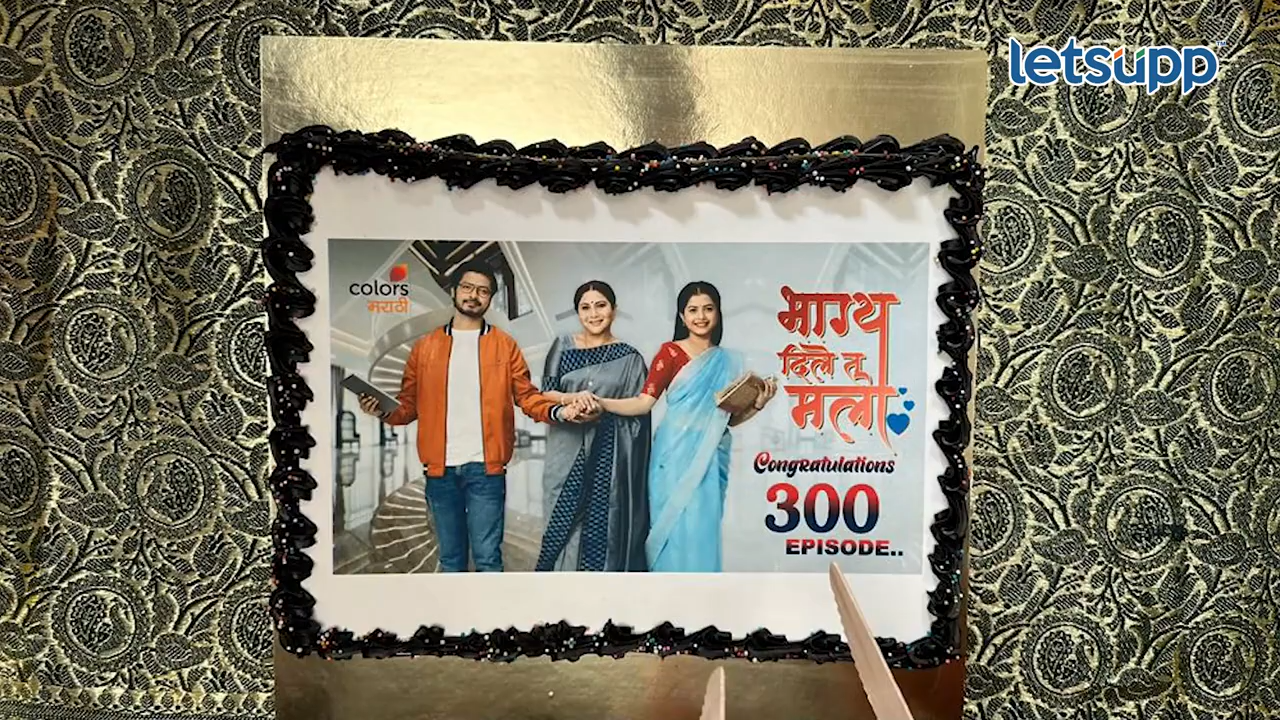 letsupp
colors
मराठी
भाग्य
दिले तू
मला
Congratulations
300
EPISODE..